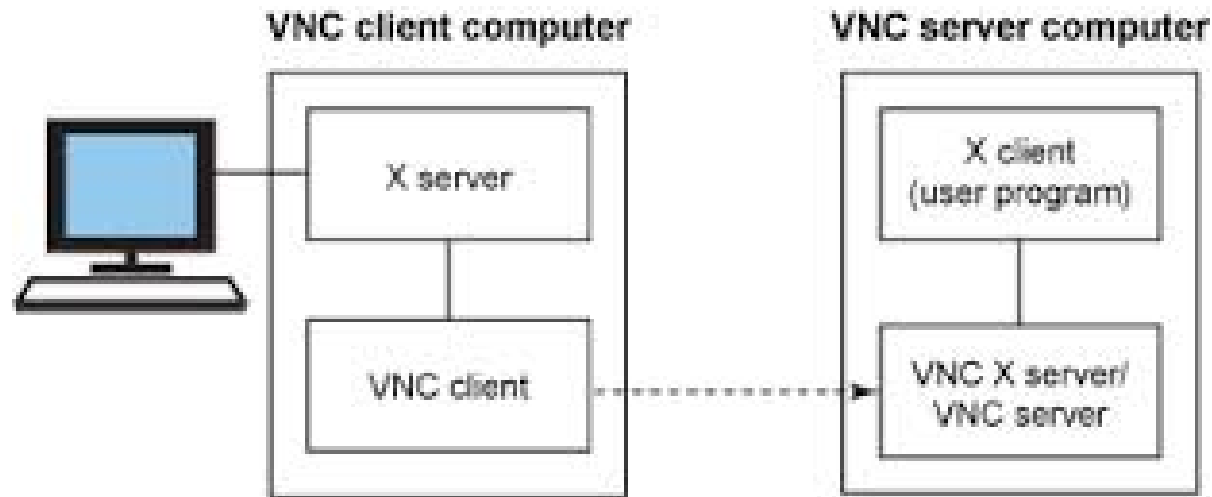 VNC client computer
VNC server computer
X server
VNC client
X client
(user program)
VNC X server/
VNC server